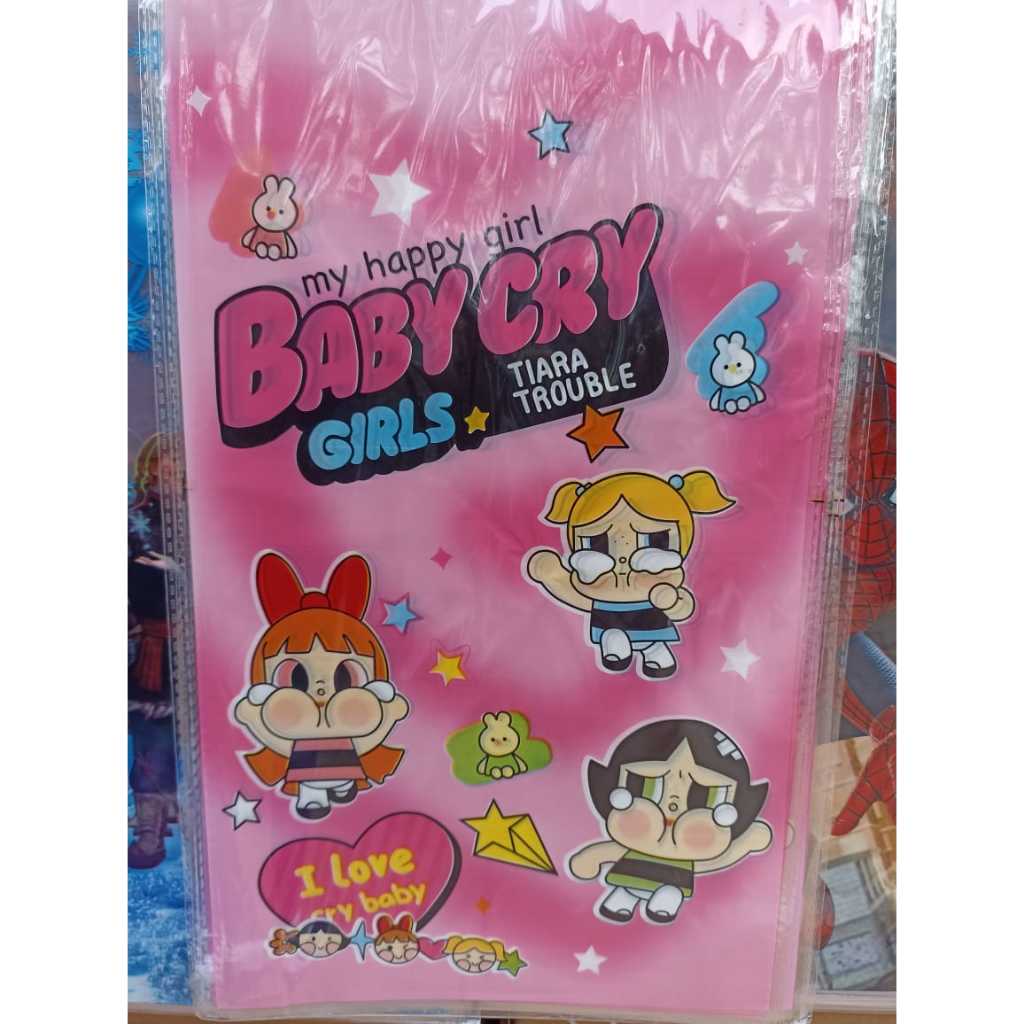 my happy girl
BABY CRY
GIRLS
TIARA
TROUBLE
I love
cry baby